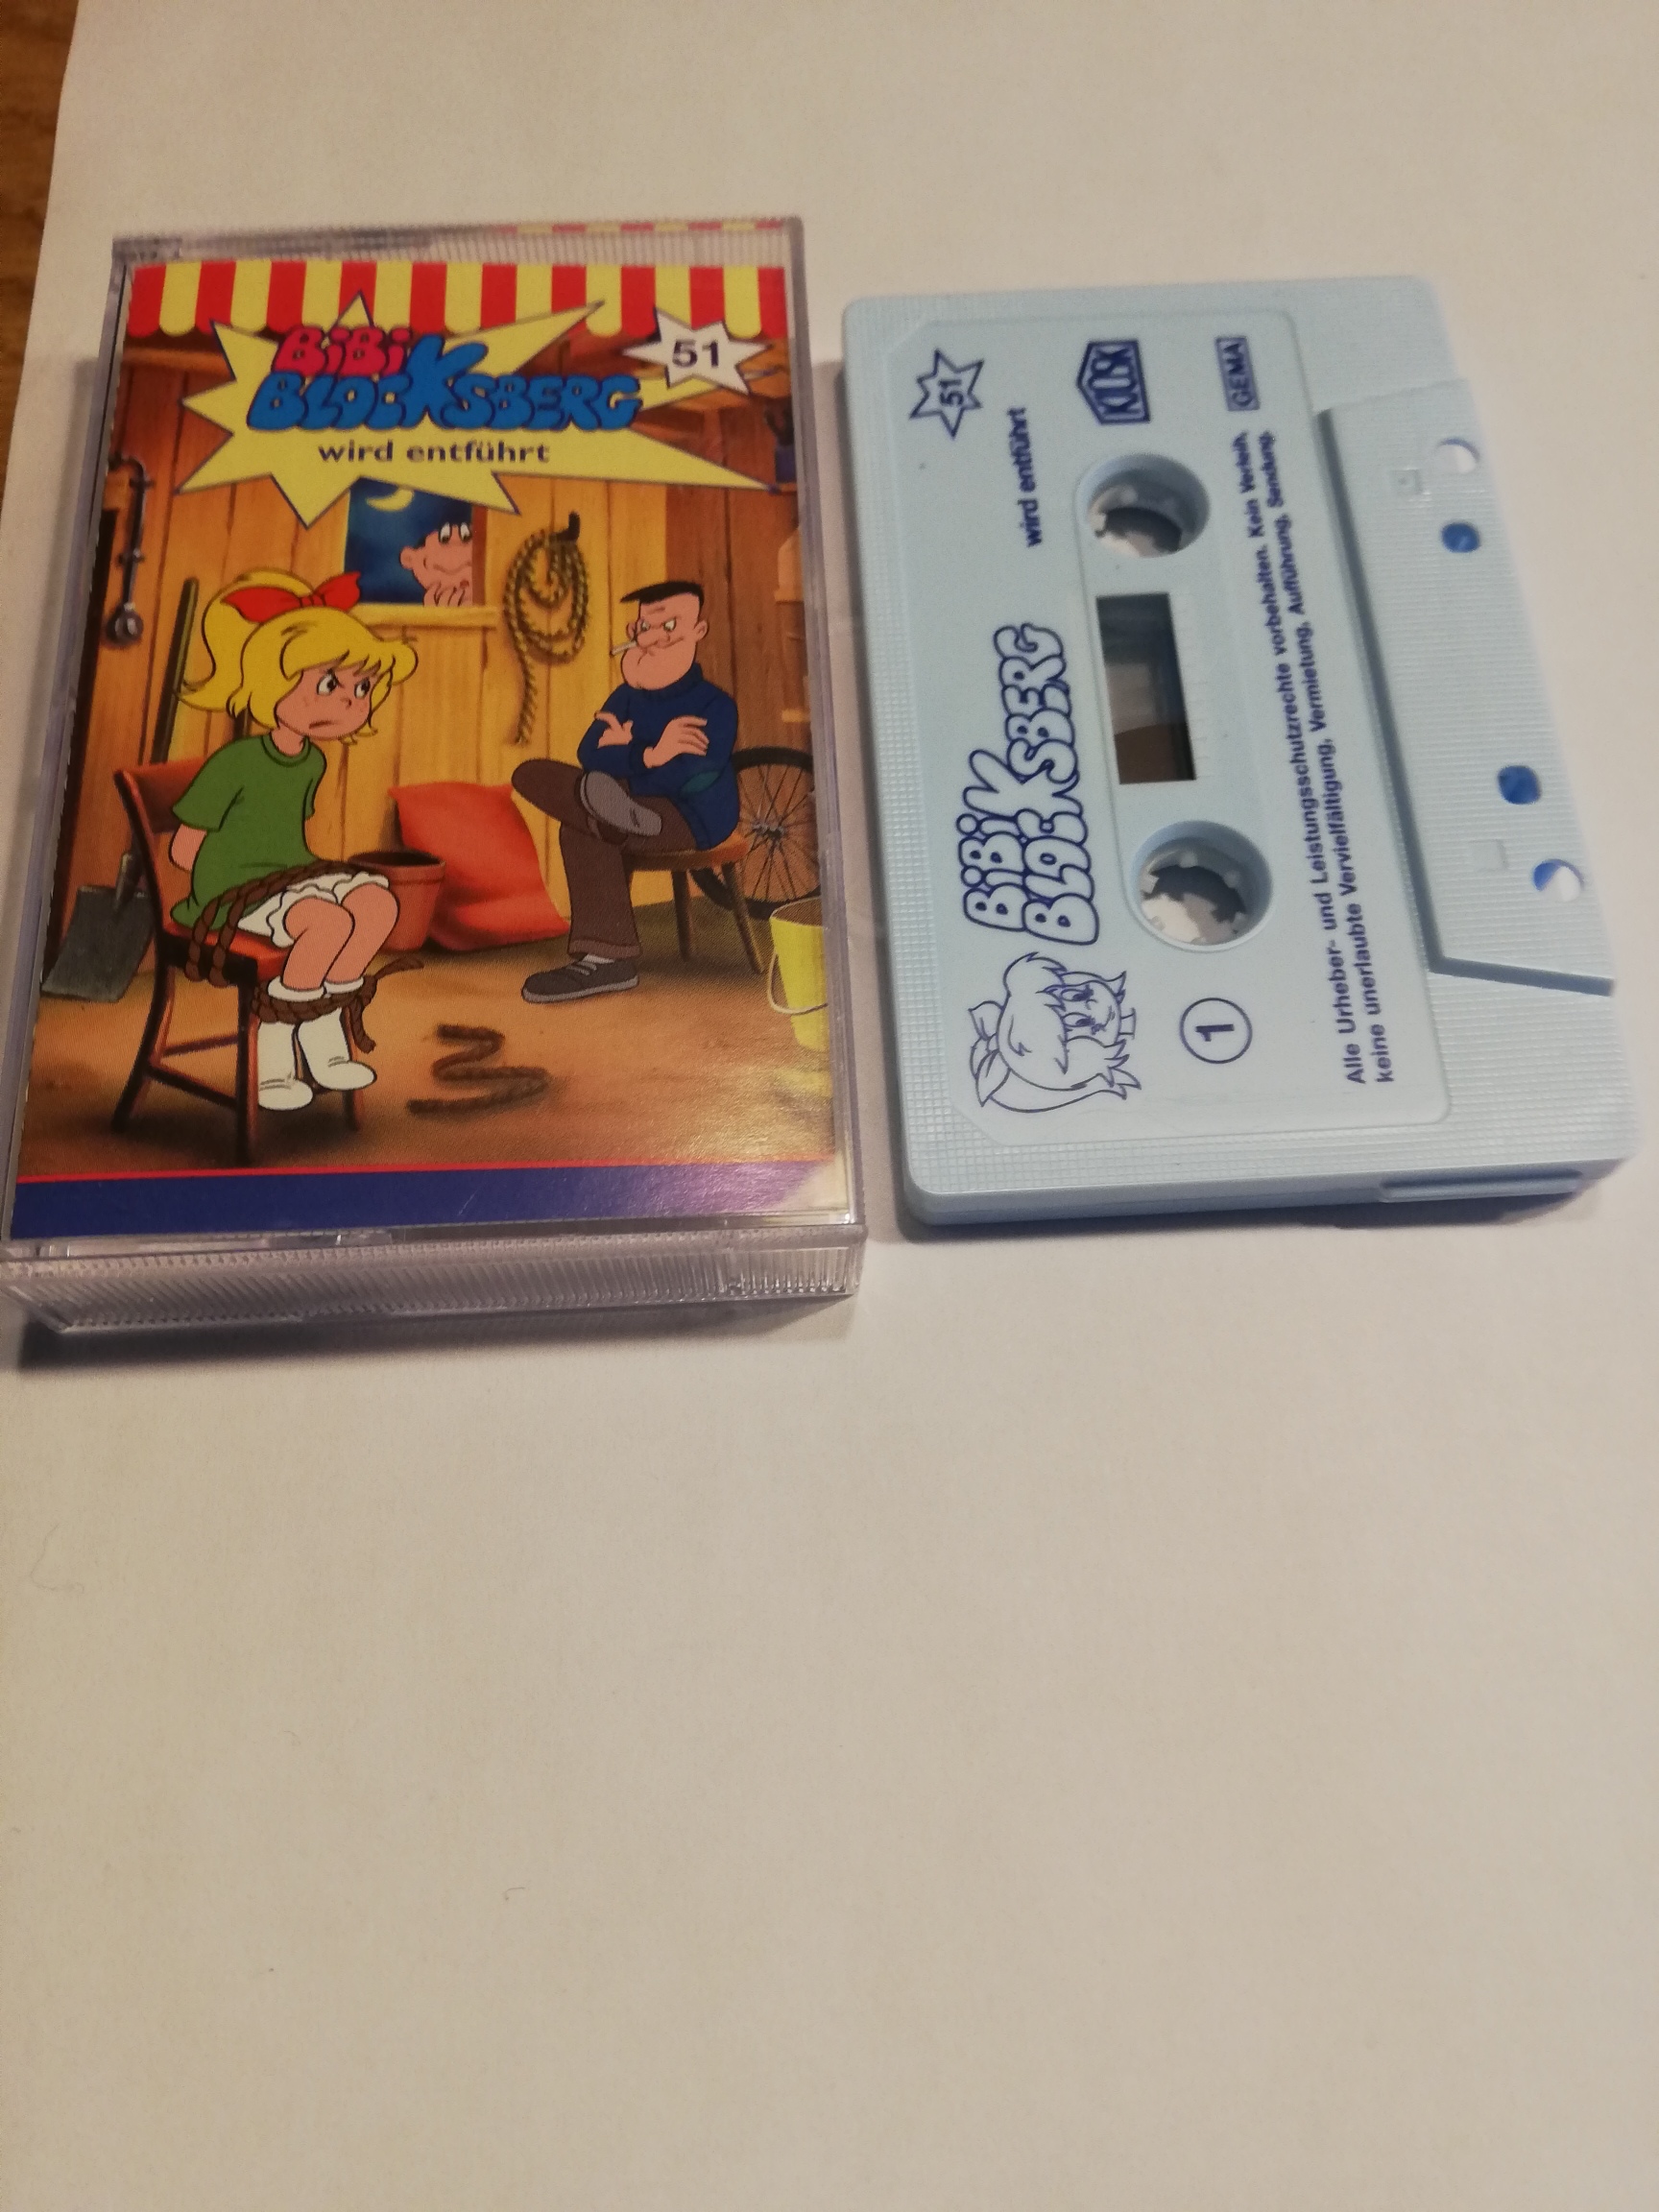 BiBi
BLOCKSBERG
wird entführt
51
51
wird entführt
KIOSK
GEMA
BiBi
BLOCKSBERG
1
Alle Urheber- und Leistungsschutzrechte vorbehalten. Kein Verleih,
keine unerlaubte Vervielfältigung, Vermietung, Aufführung, Sendung.